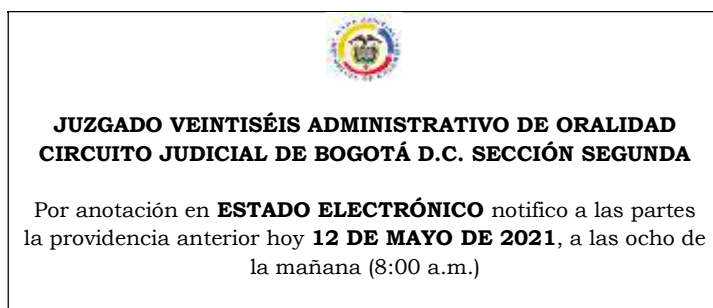 JUZGADO VEINTISÉIS ADMINISTRATIVO DE ORALIDAD
CIRCUITO JUDICIAL DE BOGOTÁ D.C. SECCIÓN SEGUNDA
Por anotación en ESTADO ELECTRÓNICO notifico a las partes
la providencia anterior hoy 12 DE MAYO DE 2021, a las ocho de
la mañana (8:00 a.m.)